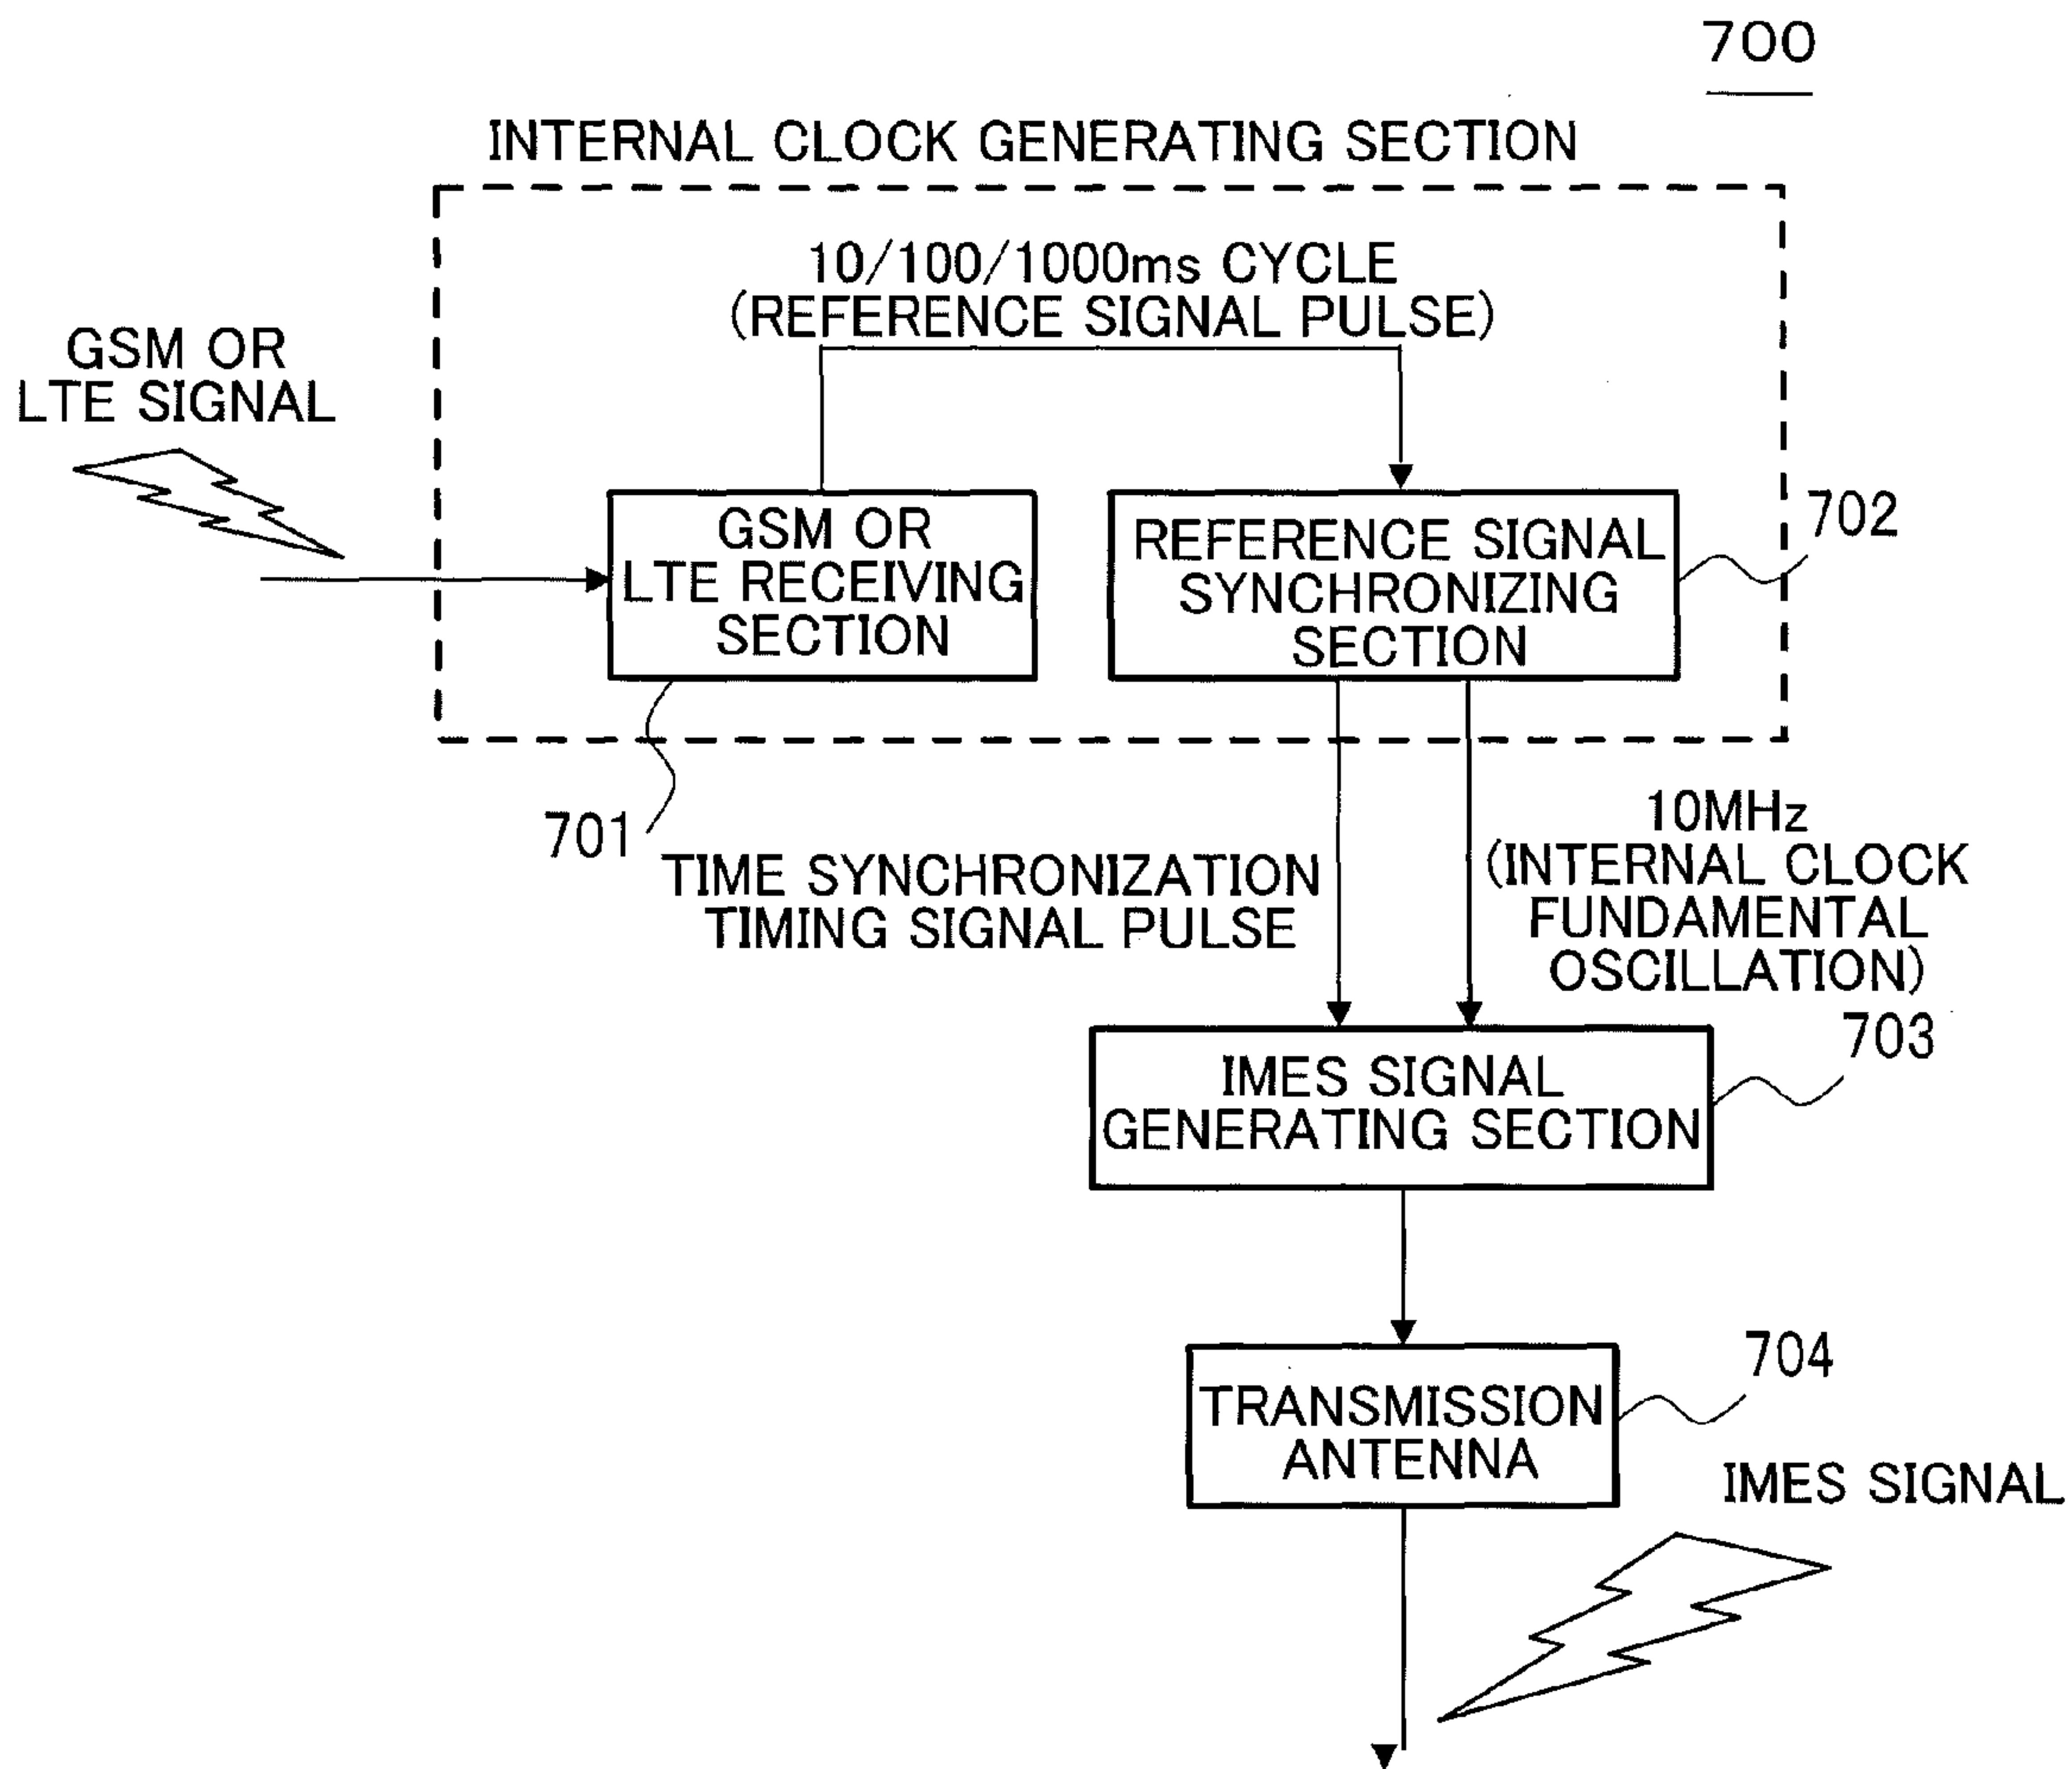 700
INTERNAL CLOCK GENERATING SECTION
10/100/1000ms CYCLE
(REFERENCE SIGNAL PULSE)
GSM OR
LTE SIGNAL
GSM OR
LTE RECEIVING
SECTION
REFERENCE SIGNAL
SYNCHRONIZING
SECTION
702
701
TIME SYNCHRONIZATION
TIMING SIGNAL PULSE
10MHz
(INTERNAL CLOCK
FUNDAMENTAL
OSCILLATION)
703
IMES SIGNAL
GENERATING SECTION
704
TRANSMISSION
ANTENNA
IMES SIGNAL